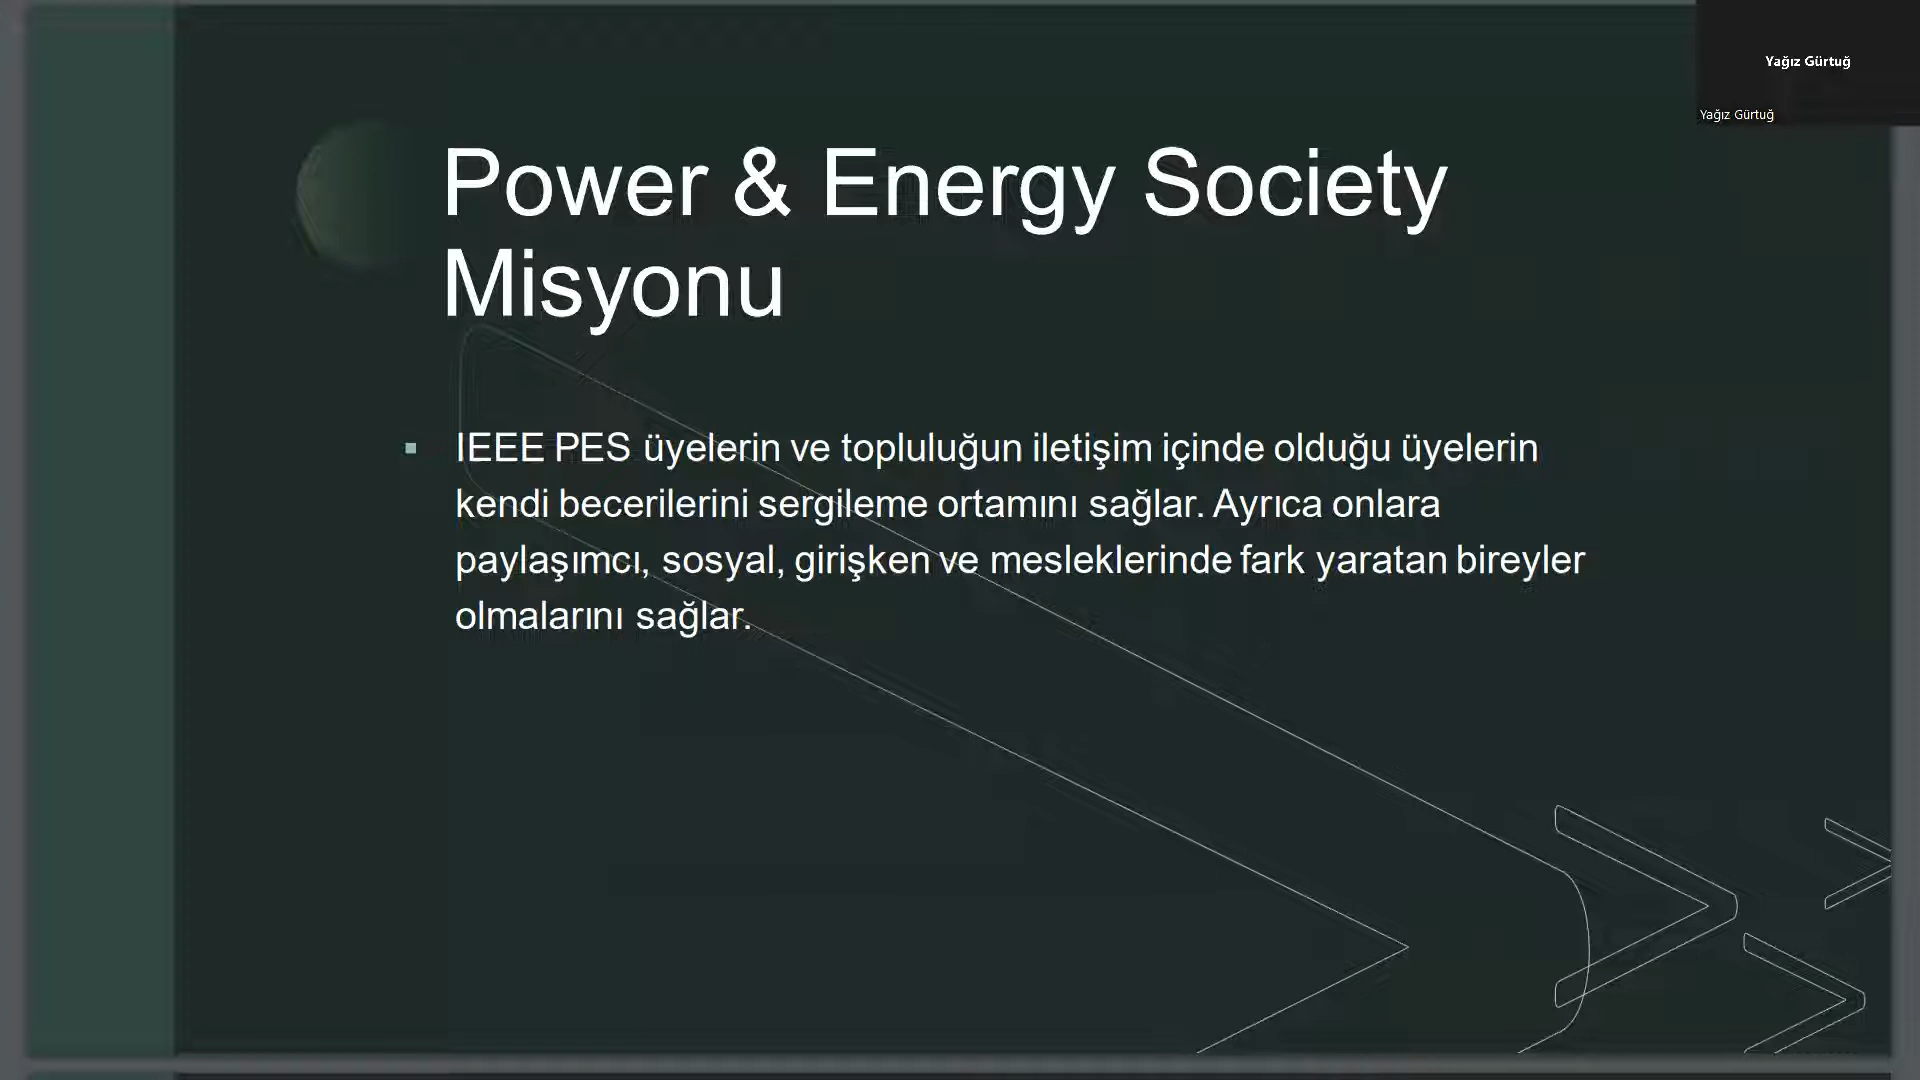 Yağız Gürtuğ
Yağız Gürtuğ
Power & Energy Society
Misyonu
IEEE PES üyelerin ve topluluğun iletişim içinde olduğu üyelerin
kendi becerilerini sergileme ortamını sağlar. Ayrıca onlara
paylaşımcı, sosyal, girişken ve mesleklerinde fark yaratan bireyler
olmalarını sağlar.